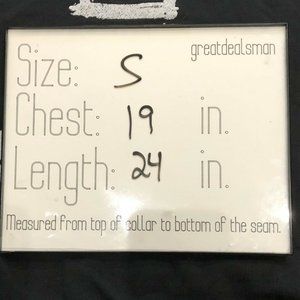 greatdealsman
Size: S
Chest: 19 in.
Length: 24 in.
Measured from top of collar to bottom of the seam.